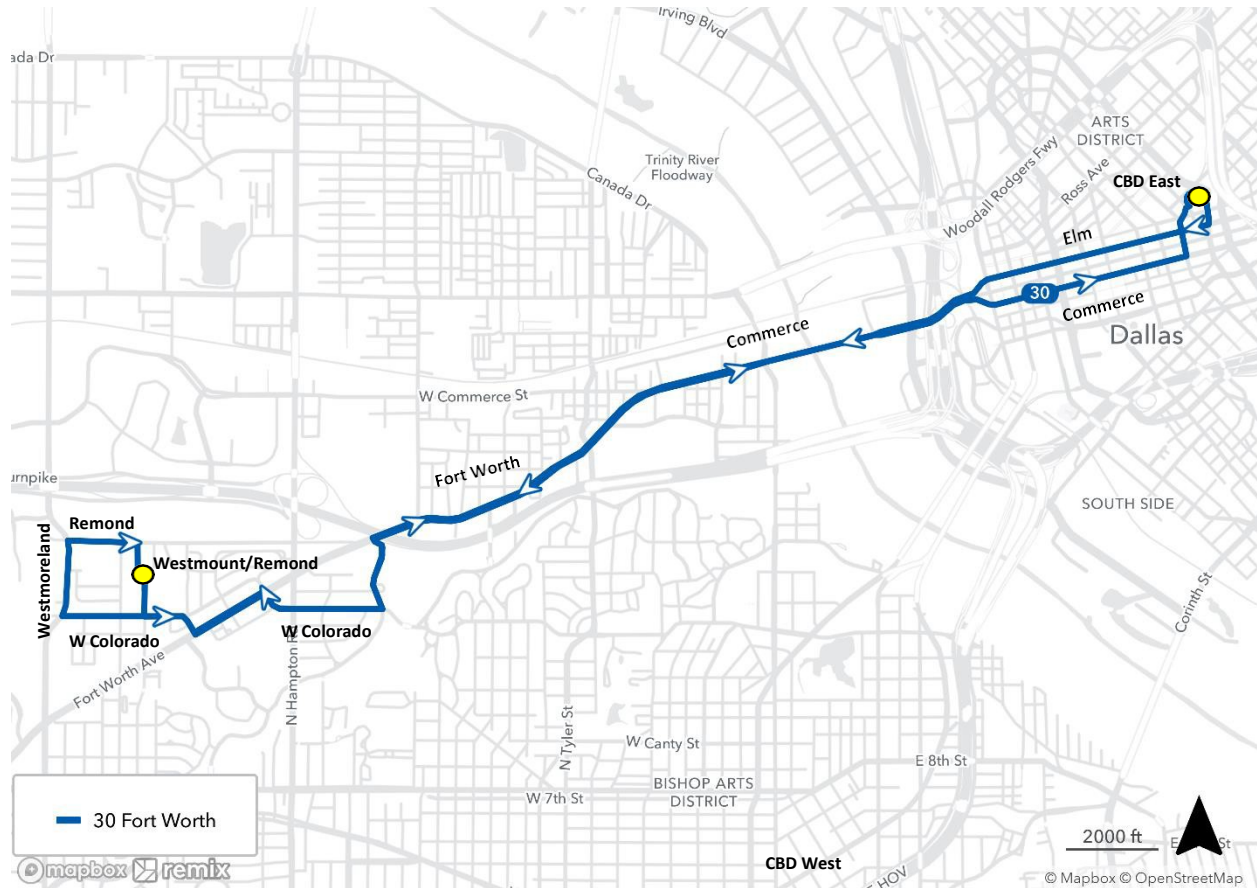 Irving Blvd
ada Dr
ARTS
DISTRICT
Trinity River
Floodway
Canada Dr
Woodall Rodgers Fwy
Ross Ave
CBD East
Elm
30
Commerce
Commerce
Dallas
W Commerce St
Fort Worth
urnpike
SOUTH SIDE
Remond
Westmoreland
Westmount/Remond
W Colorado
W Colorado
Corinth St
Fort Worth Ave
N Hampton R
N Tyler St
W Canty St
E 8th St
BISHOP ARTS
DISTRICT
W 7th St
30 Fort Worth
2000 ft
CBD West
mapbox remix
© Mapbox © OpenStreetMap